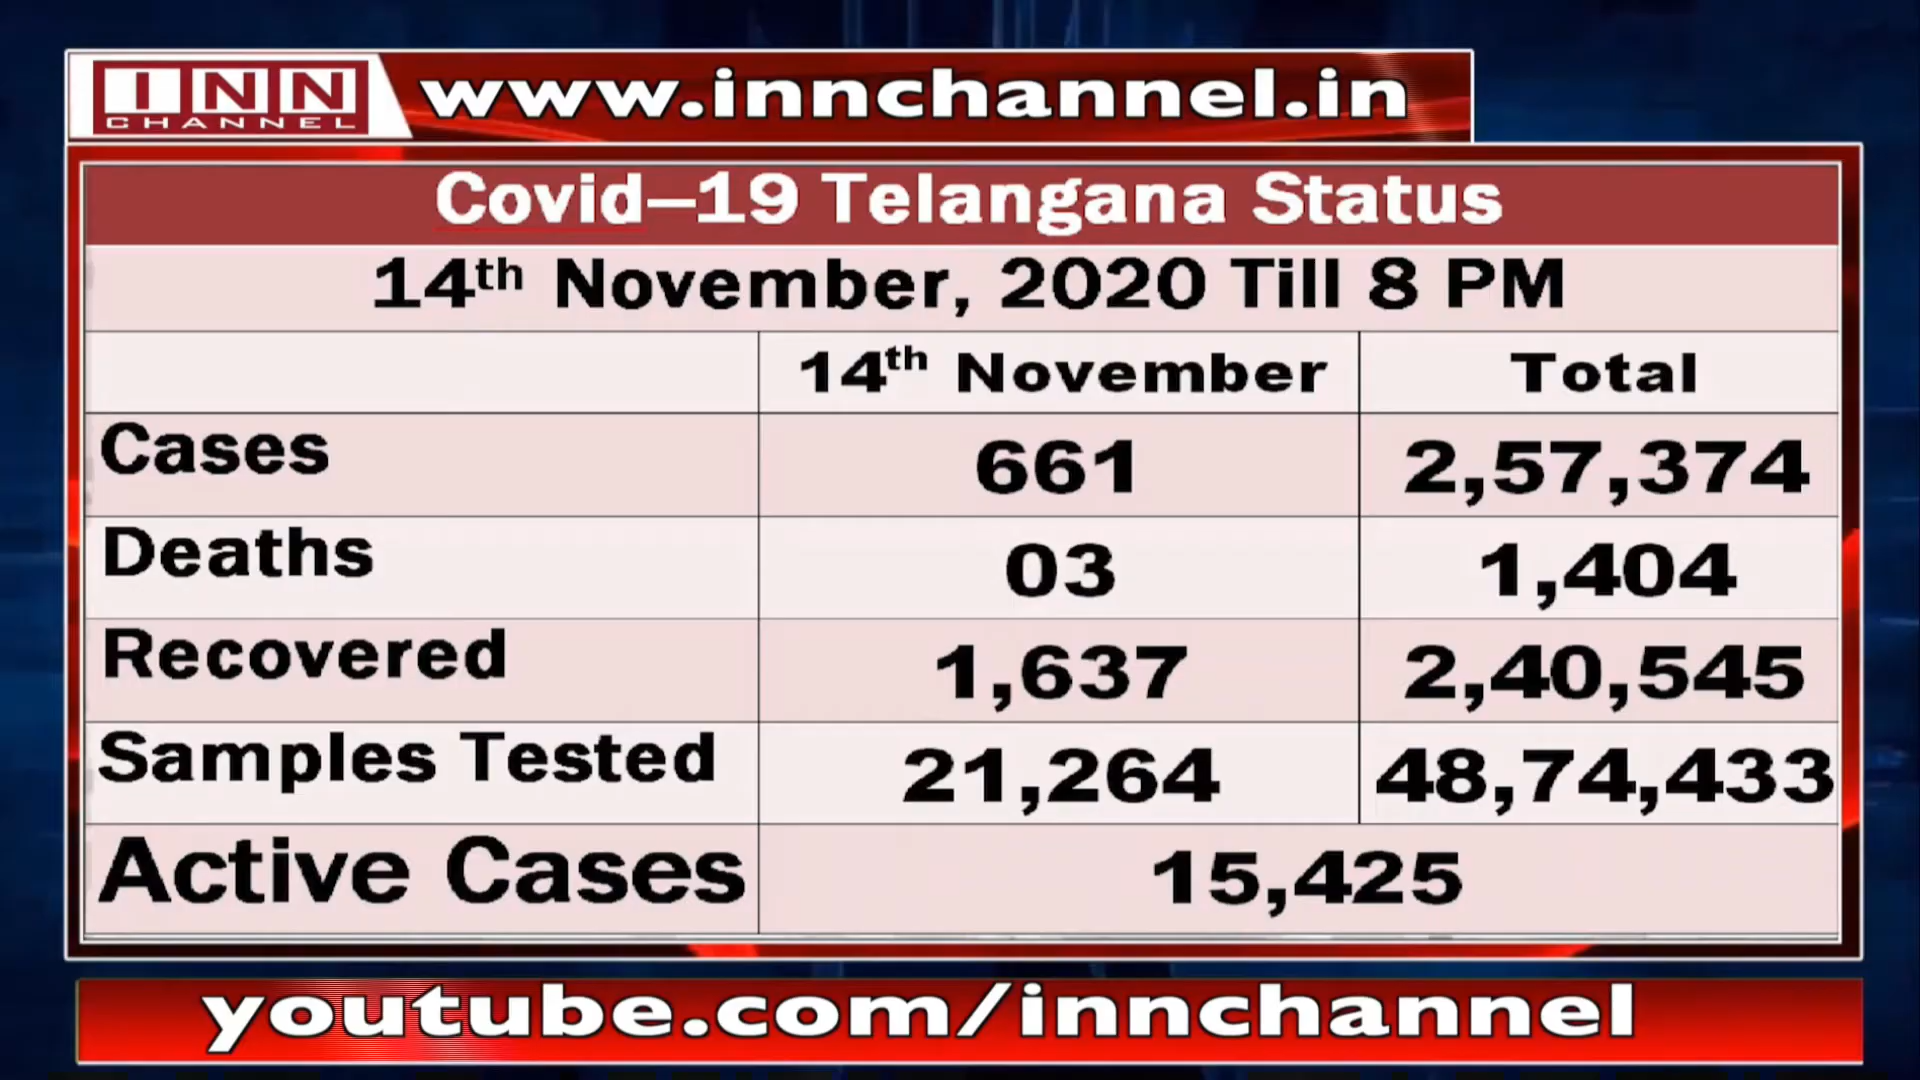 INN
CHANNEL
www.innchannel.in
Covid–19 Telangana Status
14th November, 2020 Till 8 PM
14th November Total
Cases 661 2,57,374
Deaths 03 1,404
Recovered 1,637 2,40,545
Samples Tested 21,264 48,74,433
Active Cases 15,425
youtube.com/innchannel